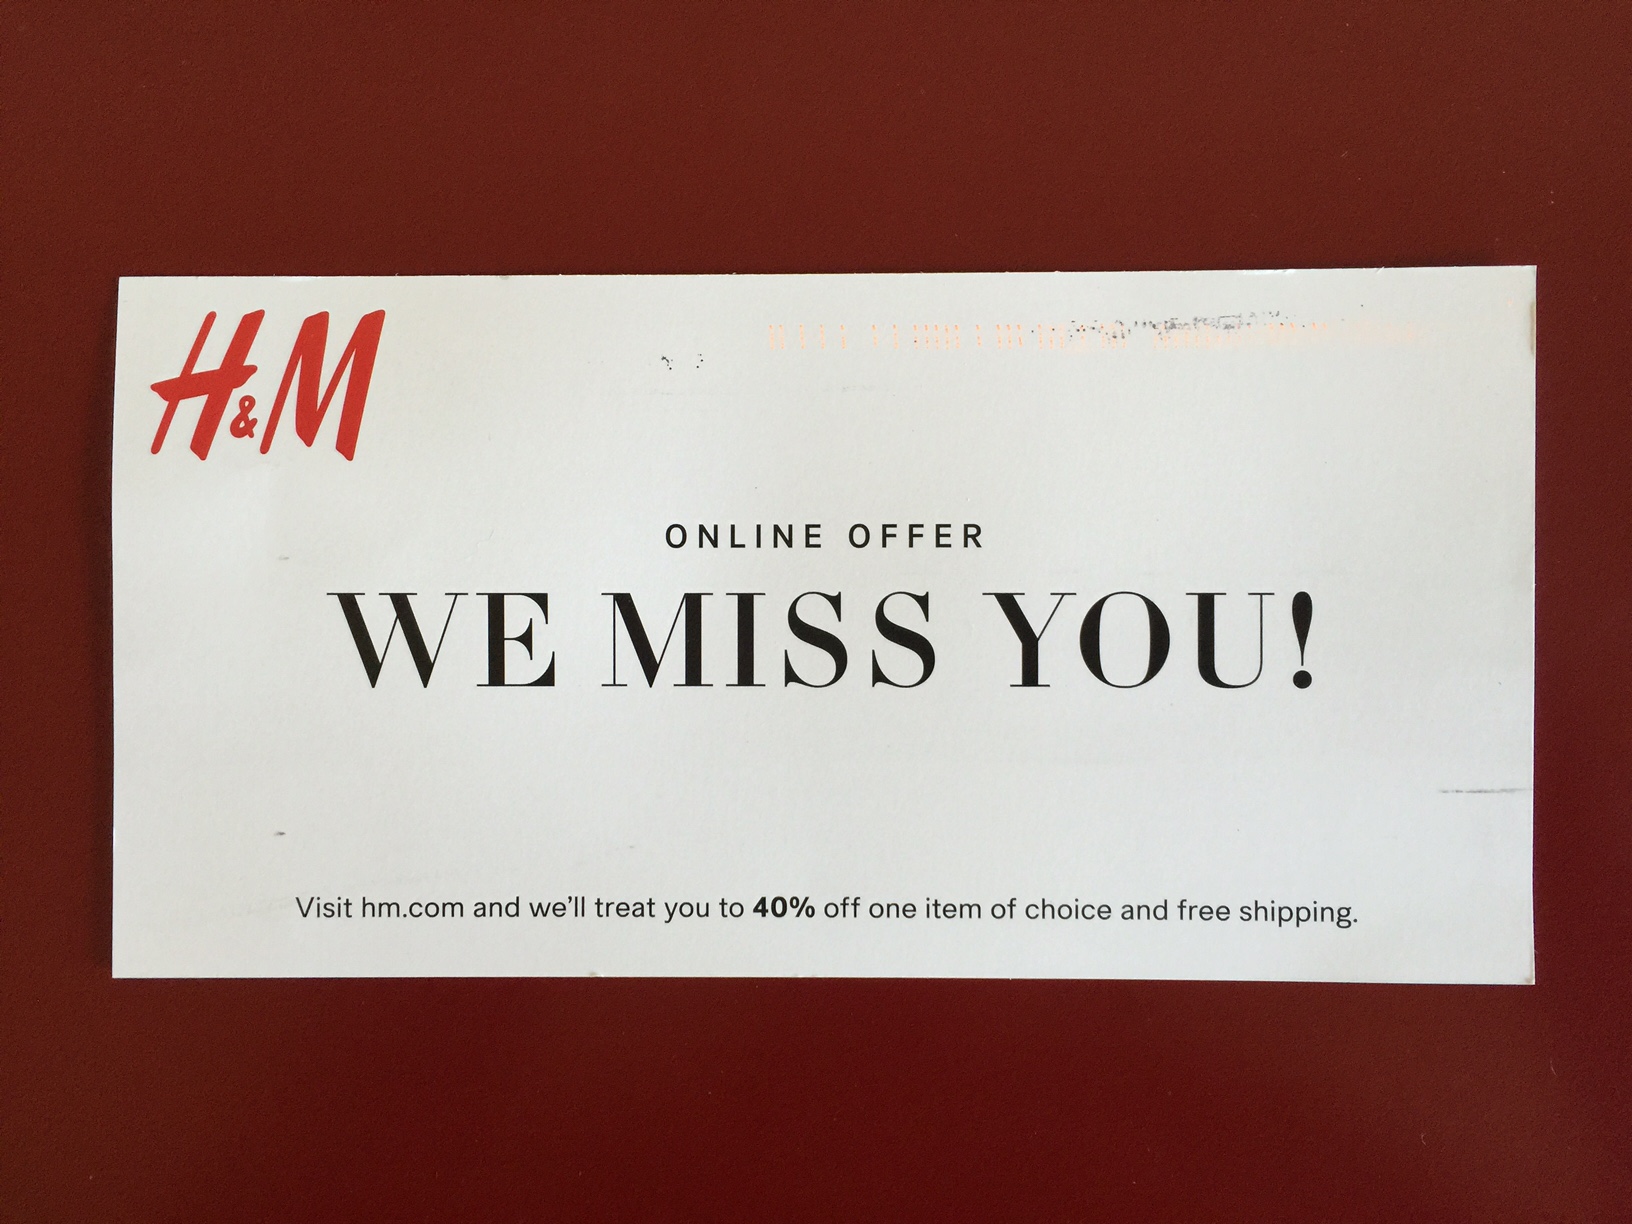 H&M
ONLINE OFFER
WE MISS YOU!
Visit hm.com and we’ll treat you to 40% off one item of choice and free shipping.